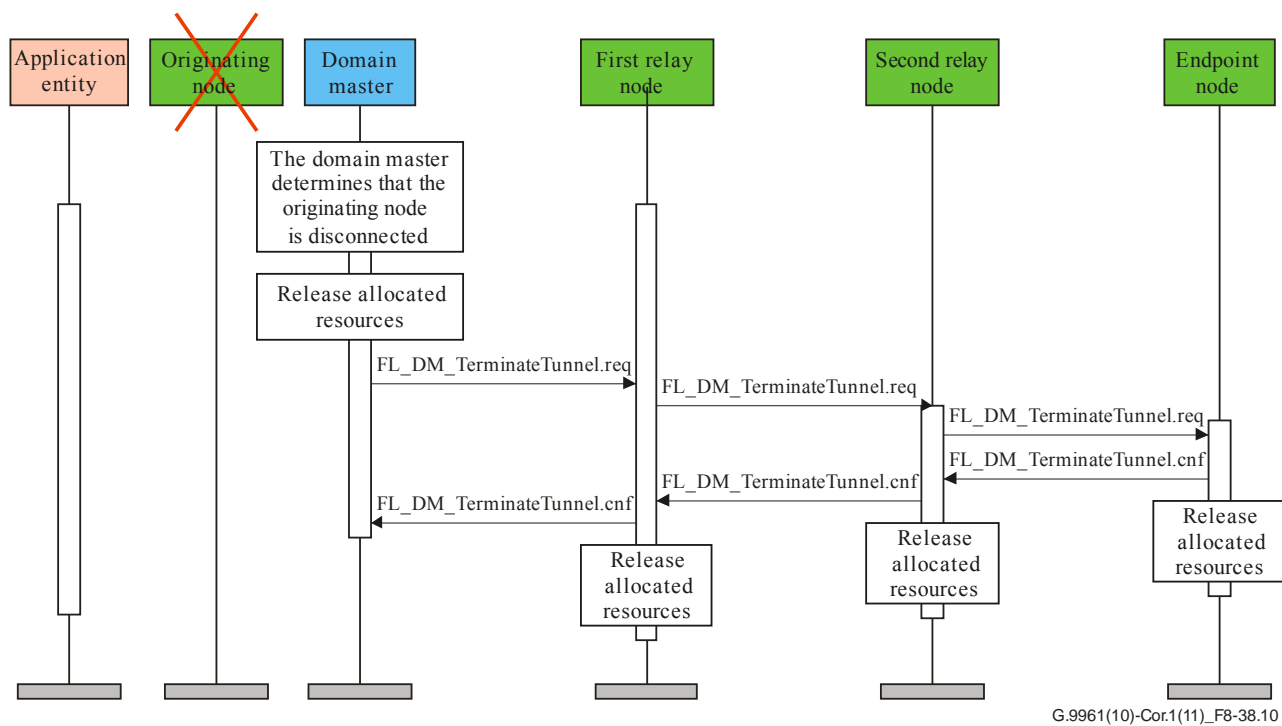 Application
entity
Originating
node
Domain
master
First relay
node
Second relay
node
Endpoint
node
The domain master
determines that the
originating node
is disconnected
Release allocated
resources
FL_DM_TerminateTunnel.req
FL_DM_TerminateTunnel.req
FL_DM_TerminateTunnel.req
FL_DM_TerminateTunnel.cnf
FL_DM_TerminateTunnel.cnf
FL_DM_TerminateTunnel.cnf
Release
allocated
resources
Release
allocated
resources
Release
allocated
resources
G.9961(10)-Cor.1(11)_F8-38.10